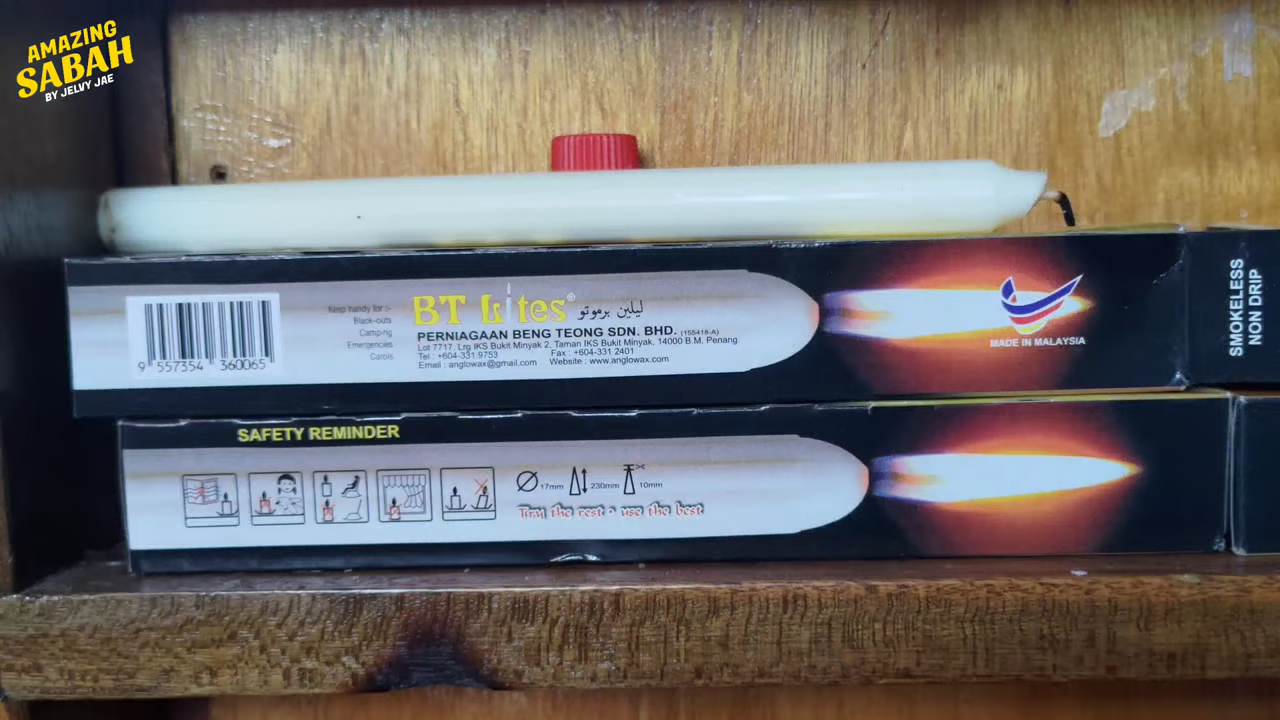 AMAZING
SABAH
BY JELVY JAE
Keep handy for :-
Black-outs
Camping
Emergencies
Carols
BT Lites®
PERNIAGAAN BENG TEONG SDN. BHD. (155418-A)
Lot 7717, Lrg IKS Bukit Minyak 2, Taman IKS Bukit Minyak, 14000 B.M. Penang.
Tel : +604-331 9753 Fax : +604-331 2401
Email : anglowax@gmail.com Website : www.anglowax.com
9 557354 360065
MADE IN MALAYSIA
SMOKELESS
NON DRIP
SAFETY REMINDER
17mm 230mm 10mm
Try the rest - use the best